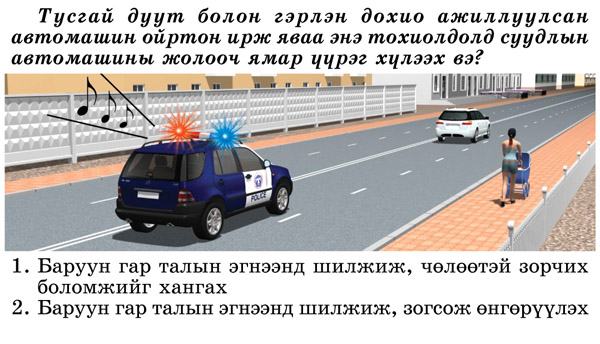 Тусгай дуут болон гэрлэн дохио ажиллуулсан
автомашин ойртон ирж яваа энэ тохиолдолд суудлын
автомашины жолооч ямар үүрэг хүлээх вэ?
POLICE
1. Баруун гар талын эгнээнд шилжиж, чөлөөтэй зорчих
боломжийг хангах
2. Баруун гар талын эгнээнд шилжиж, зогсож өнгөрүүлэх